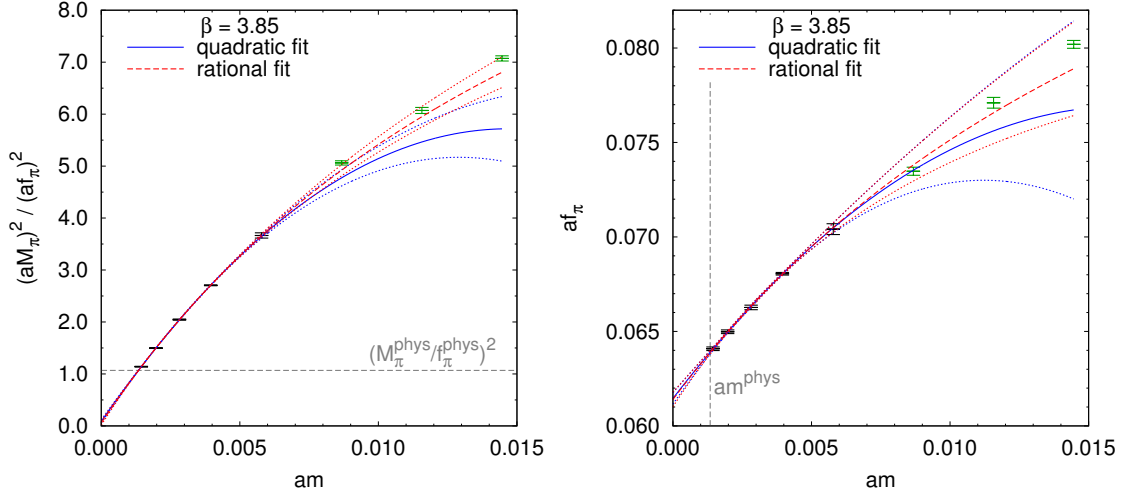 β = 3.85
quadratic fit
rational fit
(aM_π)^2 / (af_π)^2
8.0
7.0
6.0
5.0
4.0
3.0
2.0
1.0
0.0
(M_π^phys/f_π^phys)^2
0.000 0.005 0.010 0.015
am
β = 3.85
quadratic fit
rational fit
af_π
0.080
0.075
0.070
0.065
0.060
am^phys
0.000 0.005 0.010 0.015
am